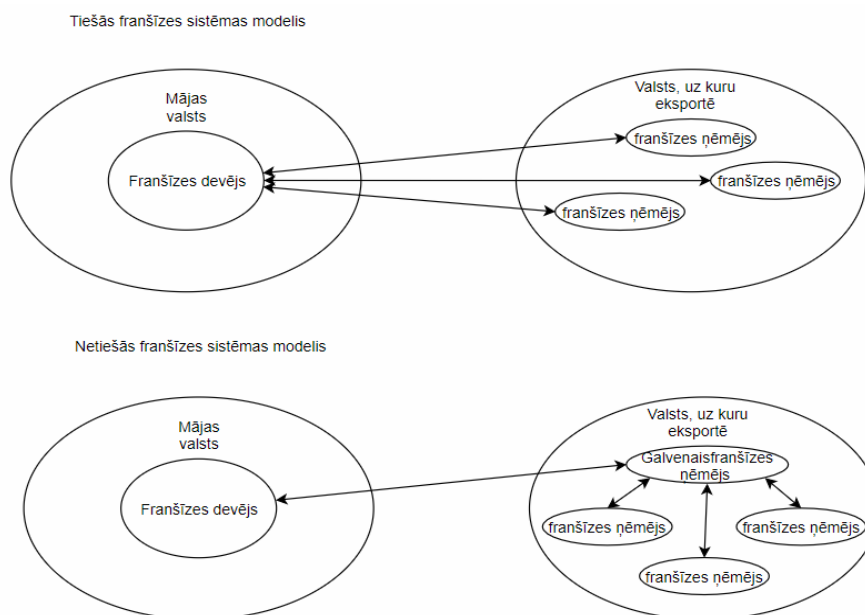 Tiešās franšīzes sistēmas modelis
Mājas
valsts
Franšīzes devējs
Valsts, uz kuru
eksportē
franšīzes ņēmējs
franšīzes ņēmējs
franšīzes ņēmējs
Netiešās franšīzes sistēmas modelis
Mājas
valsts
Franšīzes devējs
Valsts, uz kuru
eksportē
Galvenaisfranšīzes
ņēmējs
franšīzes ņēmējs
franšīzes ņēmējs
franšīzes ņēmējs